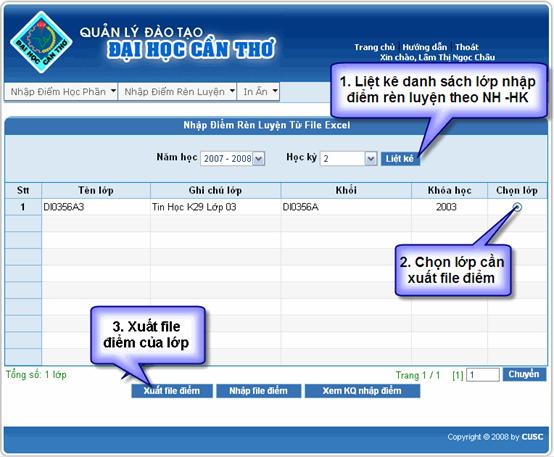 QUẢN LÝ ĐÀO TẠO
ĐẠI HỌC CẦN THƠ
ĐẠI HỌC CẦN THƠ
Trang chủ | Hướng dẫn | Thoát
Xin chào, Lâm Thị Ngọc Châu
Nhập Điểm Học Phần Nhập Điểm Rèn Luyện In Ấn
1. Liệt kê danh sách lớp nhập
điểm rèn luyện theo NH -HK
Nhập Điểm Rèn Luyện Từ File Excel
Năm học 2007 - 2008 Học kỳ 2 Liệt kê
Stt Tên lớp Ghi chú lớp Khối Khóa học Chọn lớp
1 DI0356A3 Tin Học K29 Lớp 03 DI0356A 2003
2. Chọn lớp cần
xuất file điểm
3. Xuất file
điểm của lớp
Tổng số: 1 lớp Trang 1 / 1 [1] 1 Chuyển
Xuất file điểm Nhập file điểm Xem KQ nhập điểm
Copyright © 2008 by CUSC